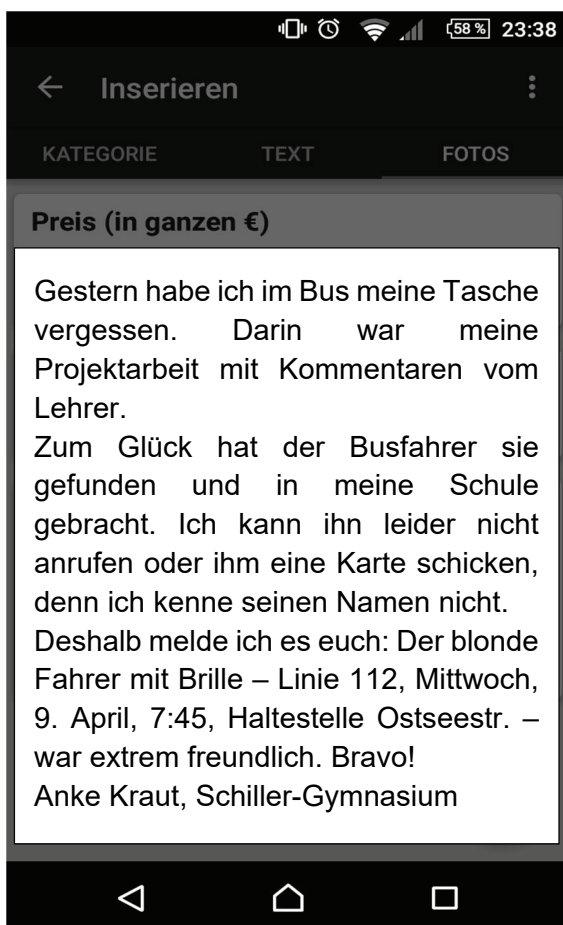 58 % 23:38
Inserieren
KATEGORIE TEXT FOTOS
Preis (in ganzen €)
Gestern habe ich im Bus meine Tasche
vergessen. Darin war meine
Projektarbeit mit Kommentaren vom
Lehrer.
Zum Glück hat der Busfahrer sie
gefunden und in meine Schule
gebracht. Ich kann ihn leider nicht
anrufen oder ihm eine Karte schicken,
denn ich kenne seinen Namen nicht.
Deshalb melde ich es euch: Der blonde
Fahrer mit Brille – Linie 112, Mittwoch,
9. April, 7:45, Haltestelle Ostseestr. –
war extrem freundlich. Bravo!
Anke Kraut, Schiller-Gymnasium